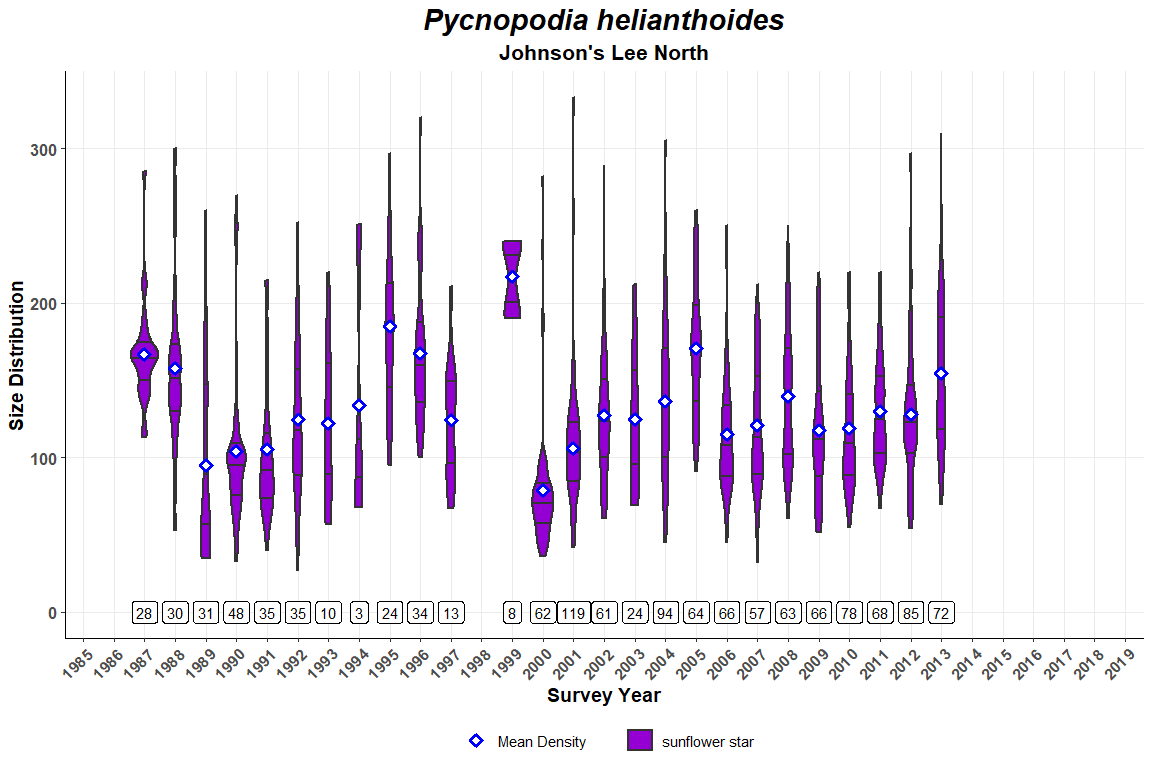 Pycnopodia helianthoides
Johnson's Lee North
Size Distribution
300
200
100
0
28 30 31 48 35 35 10 3 24 34 13 8 62 119 61 24 94 64 66 57 63 66 78 68 85 72
1985 1986 1987 1988 1989 1990 1991 1992 1993 1994 1995 1996 1997 1998 1999 2000 2001 2002 2003 2004 2005 2006 2007 2008 2009 2010 2011 2012 2013 2014 2015 2016 2017 2018 2019
Survey Year
Mean Density sunflower star